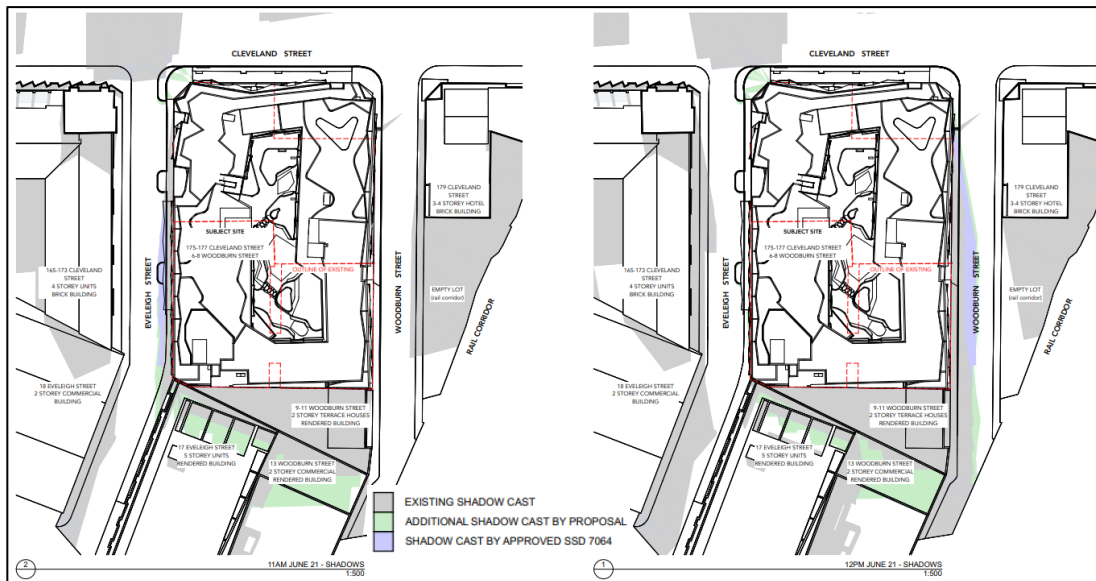 CLEVELAND STREET
179 CLEVELAND
STREET
3-4 STOREY HOTEL
BRICK BUILDING
SUBJECT SITE
175-177 CLEVELAND STREET
6-8 WOODBURN STREET
OUTLINE OF EXISTING
165-173 CLEVELAND
STREET
4 STOREY UNITS
BRICK BUILDING
EVELEIGH STREET
WOODBURN STREET
EMPTY LOT
(rail corridor)
RAIL CORRIDOR
18 EVELEIGH STREET
2 STOREY COMMERCIAL
BUILDING
9-11 WOODBURN STREET
2 STOREY TERRACE HOUSES
RENDERED BUILDING
17 EVELEIGH STREET
5 STOREY UNITS
RENDERED BUILDING
13 WOODBURN STREET
2 STOREY COMMERCIAL
RENDERED BUILDING
EXISTING SHADOW CAST
ADDITIONAL SHADOW CAST BY PROPOSAL
SHADOW CAST BY APPROVED SSD 7064
2
11AM JUNE 21 - SHADOWS
1:500
CLEVELAND STREET
179 CLEVELAND
STREET
3-4 STOREY HOTEL
BRICK BUILDING
SUBJECT SITE
175-177 CLEVELAND STREET
6-8 WOODBURN STREET
OUTLINE OF EXISTING
165-173 CLEVELAND
STREET
4 STOREY UNITS
BRICK BUILDING
EVELEIGH STREET
WOODBURN STREET
EMPTY LOT
(rail corridor)
RAIL CORRIDOR
18 EVELEIGH STREET
2 STOREY COMMERCIAL
BUILDING
9-11 WOODBURN STREET
2 STOREY TERRACE HOUSES
RENDERED BUILDING
17 EVELEIGH STREET
5 STOREY UNITS
RENDERED BUILDING
13 WOODBURN STREET
2 STOREY COMMERCIAL
RENDERED BUILDING
1
12PM JUNE 21 - SHADOWS
1:500